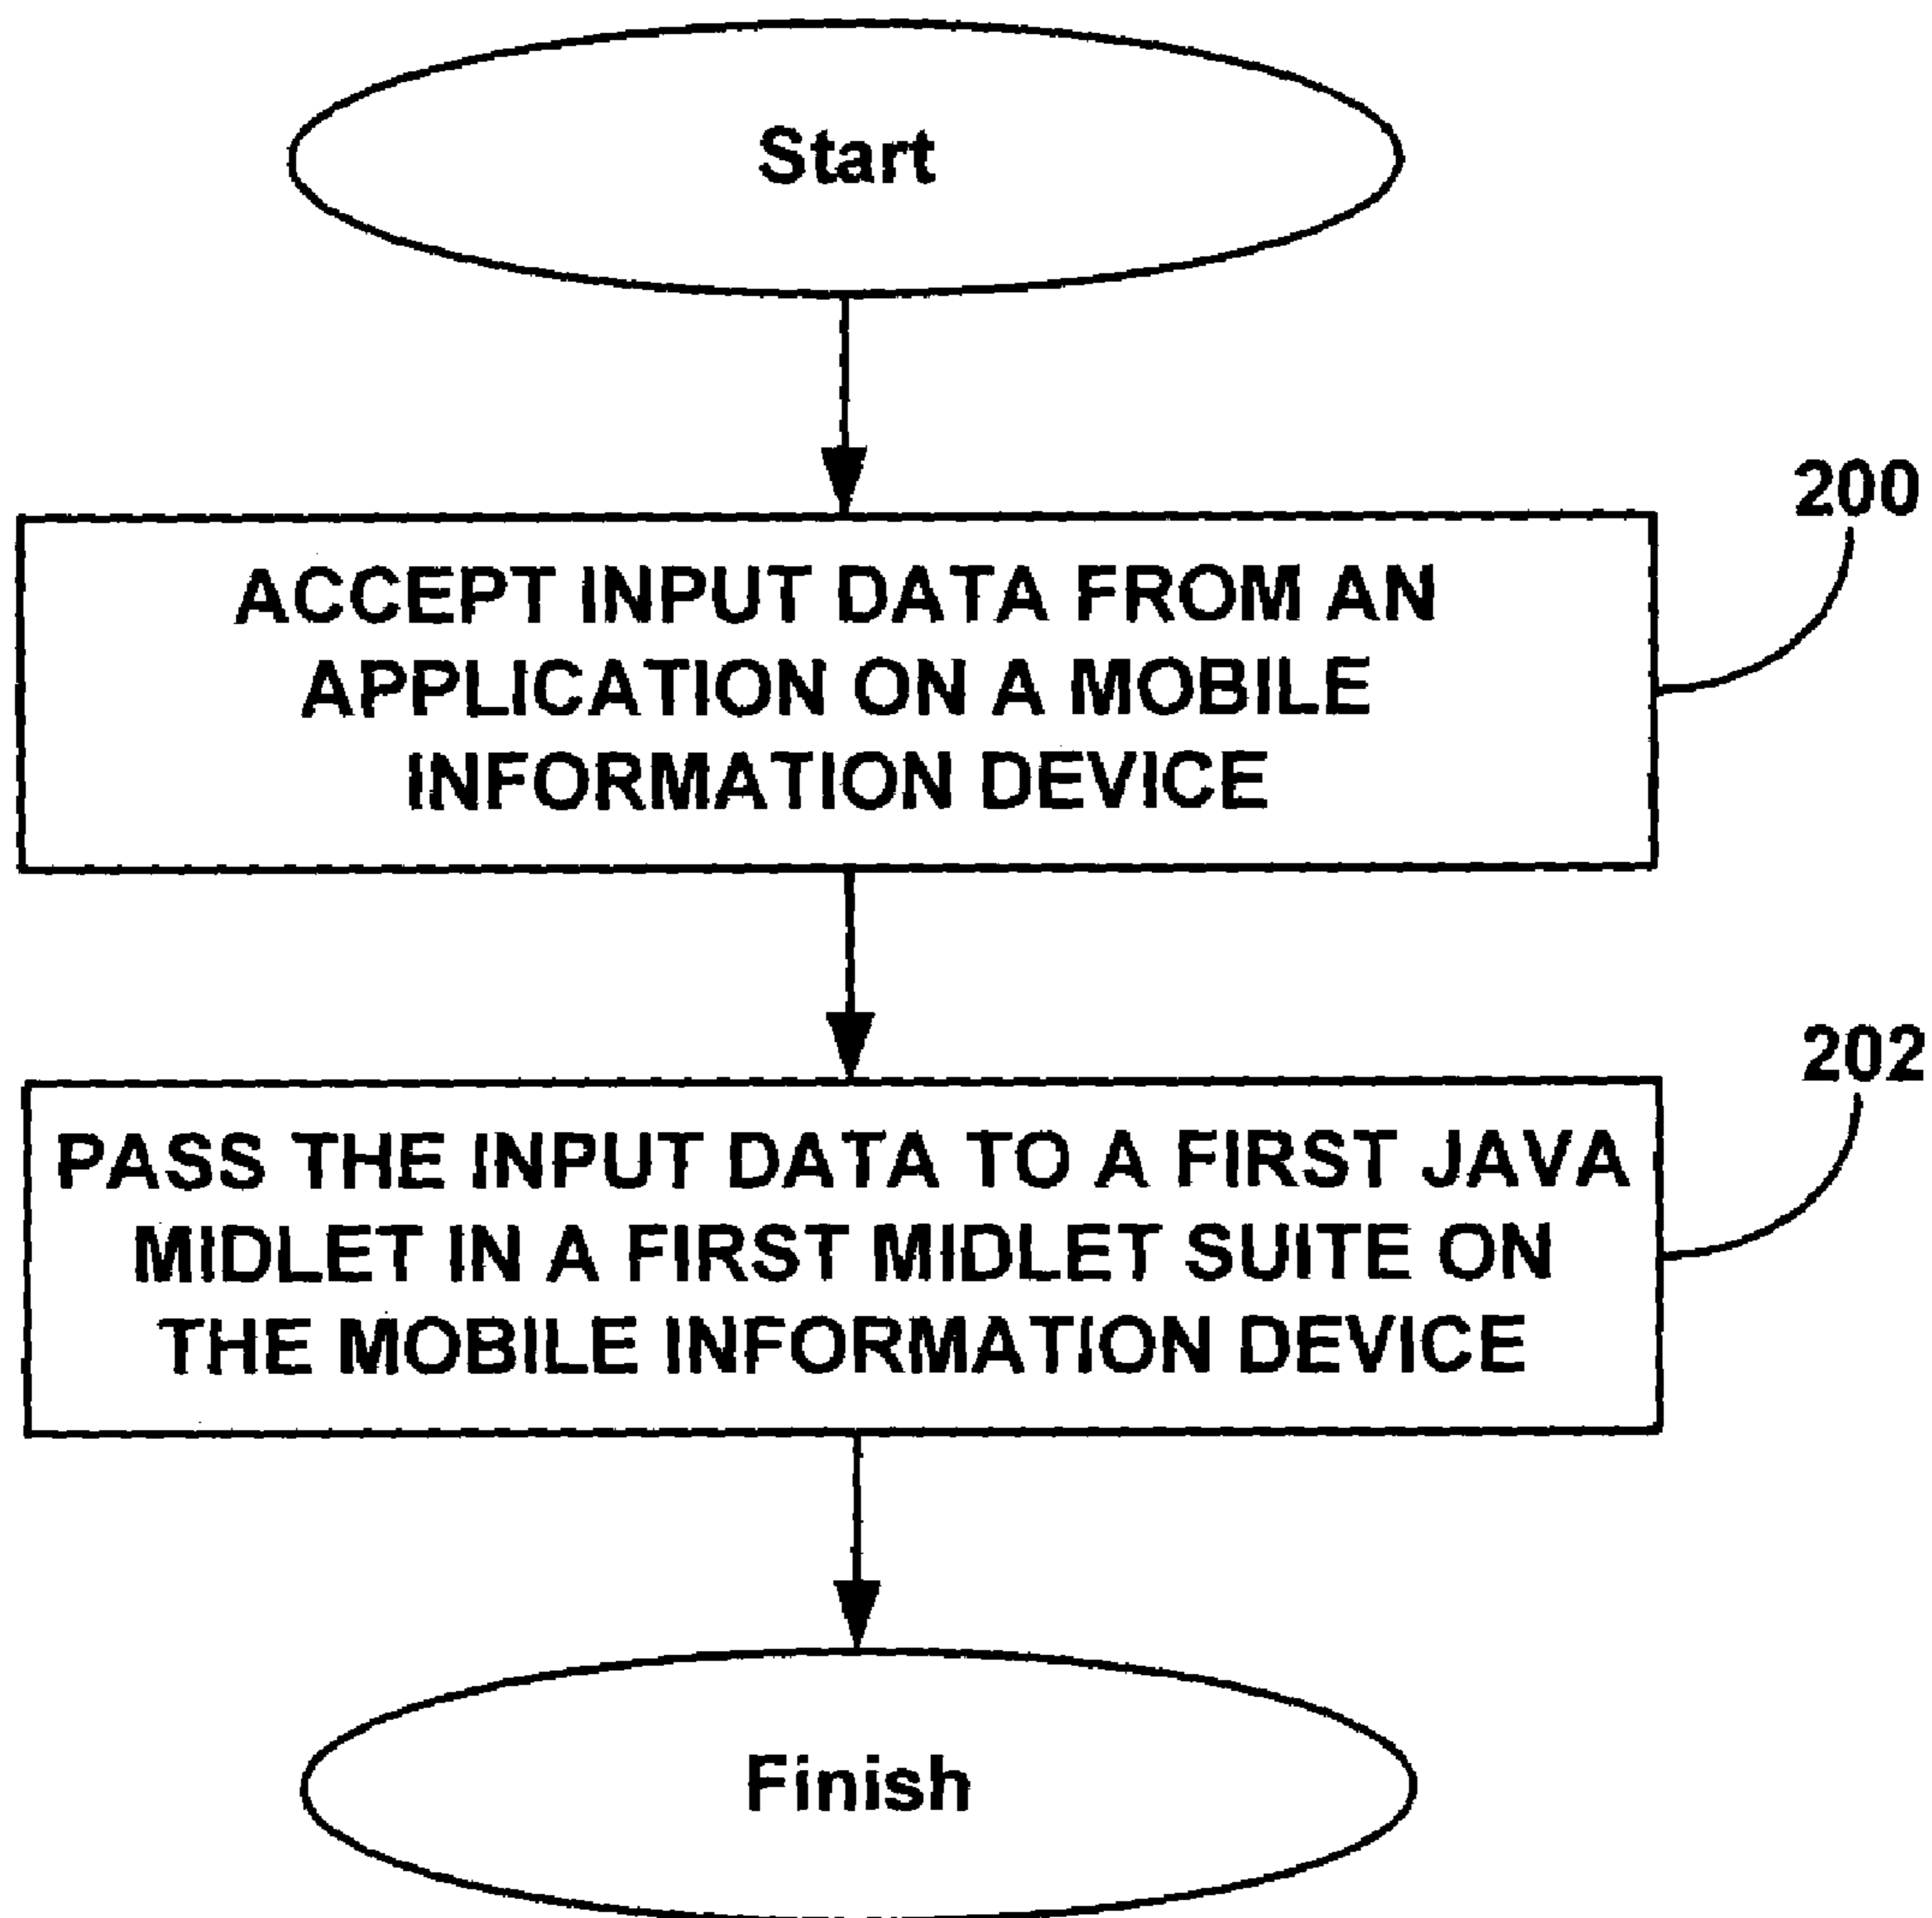 Start
200
ACCEPT INPUT DATA FROM AN
APPLICATION ON A MOBILE
INFORMATION DEVICE
202
PASS THE INPUT DATA TO A FIRST JAVA
MIDLET IN A FIRST MIDLET SUITE ON
THE MOBILE INFORMATION DEVICE
Finish